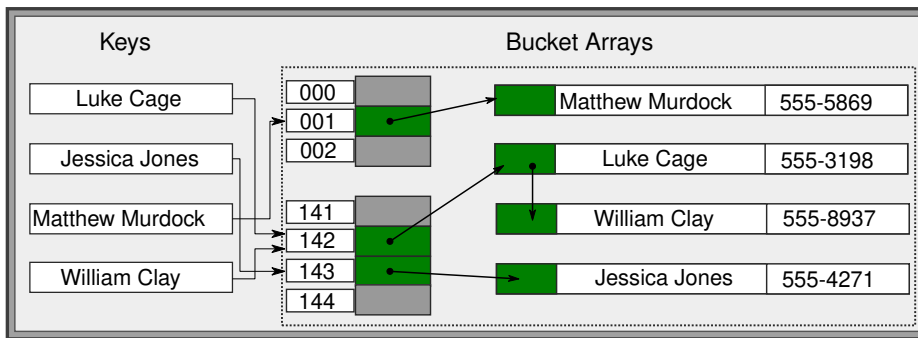 Keys
Bucket Arrays
Luke Cage
Jessica Jones
Matthew Murdock
William Clay
000
001
002
141
142
143
144
Matthew Murdock 555-5869
Luke Cage 555-3198
William Clay 555-8937
Jessica Jones 555-4271